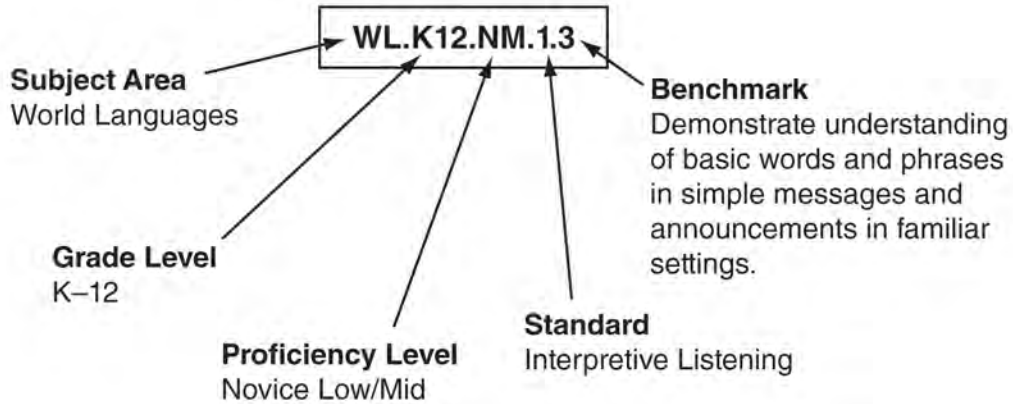 WL.K12.NM.1.3
Subject Area
World Languages
Benchmark
Demonstrate understanding
of basic words and phrases
in simple messages and
announcements in familiar
settings.
Grade Level
K–12
Standard
Interpretive Listening
Proficiency Level
Novice Low/Mid